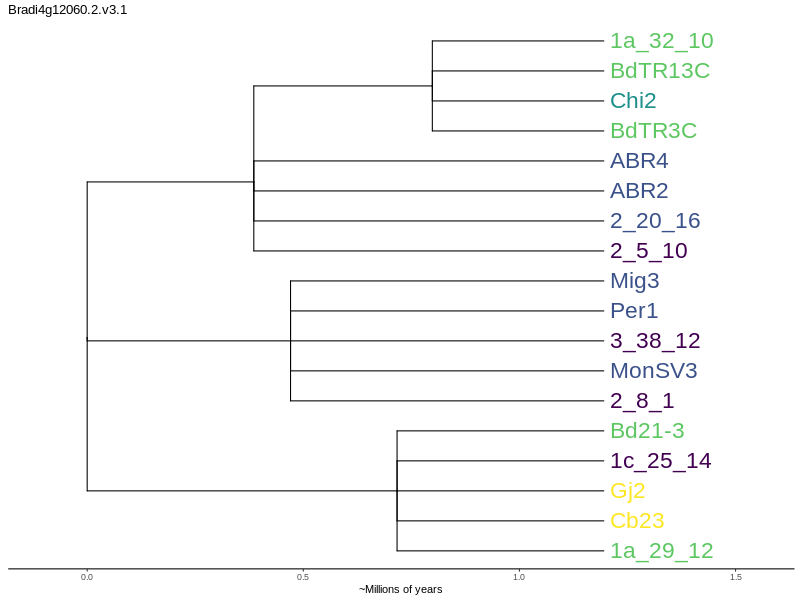 Bradi4g12060.2.v3.1
1a_32_10
BdTR13C
Chi2
BdTR3C
ABR4
ABR2
2_20_16
2_5_10
Mig3
Per1
3_38_12
MonSV3
2_8_1
Bd21-3
1c_25_14
Gj2
Cb23
1a_29_12
0.0 0.5 1.0 1.5
~Millions of years